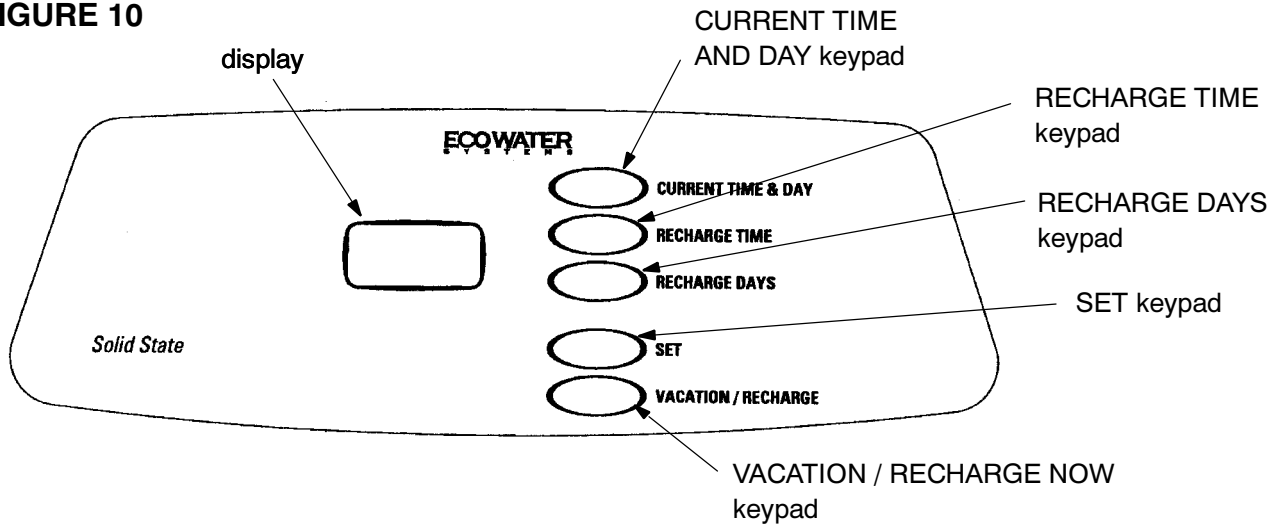 IGURE 10
display
CURRENT TIME
AND DAY keypad
RECHARGE TIME
keypad
RECHARGE DAYS
keypad
SET keypad
VACATION / RECHARGE NOW
keypad
ECOWATER
SYSTEMS
CURRENT TIME & DAY
RECHARGE TIME
RECHARGE DAYS
SET
VACATION / RECHARGE
Solid State